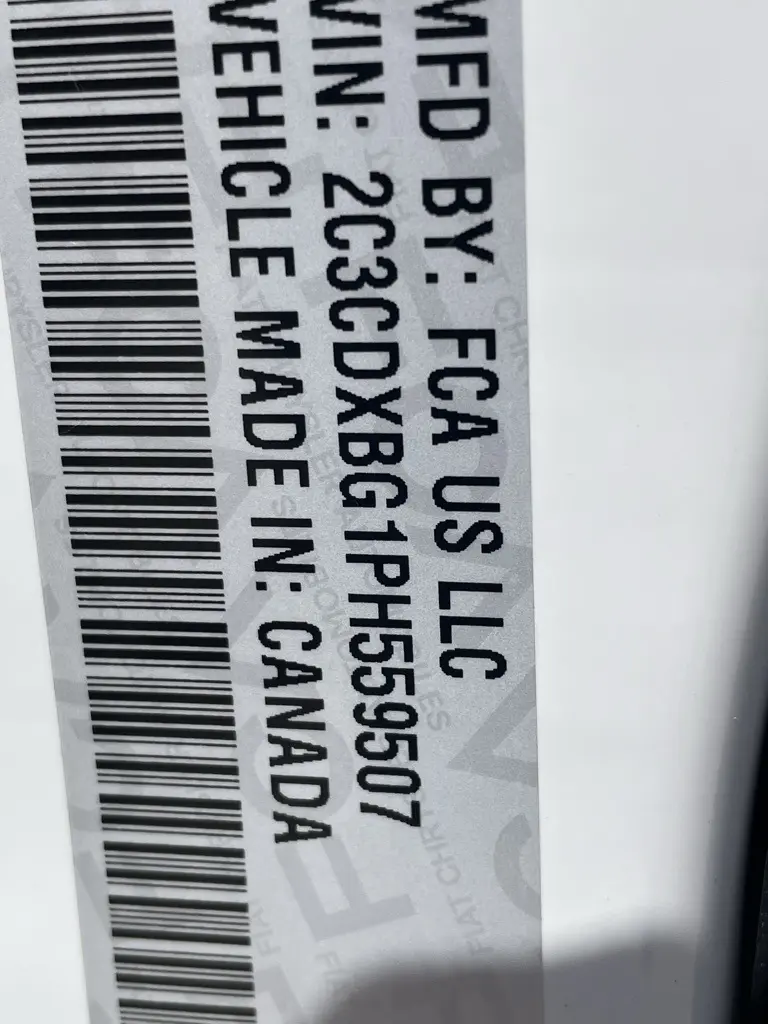 MFD BY: FCA US LLC
VIN: 2C3CDXBG1PH559507
VEHICLE MADE IN: CANADA